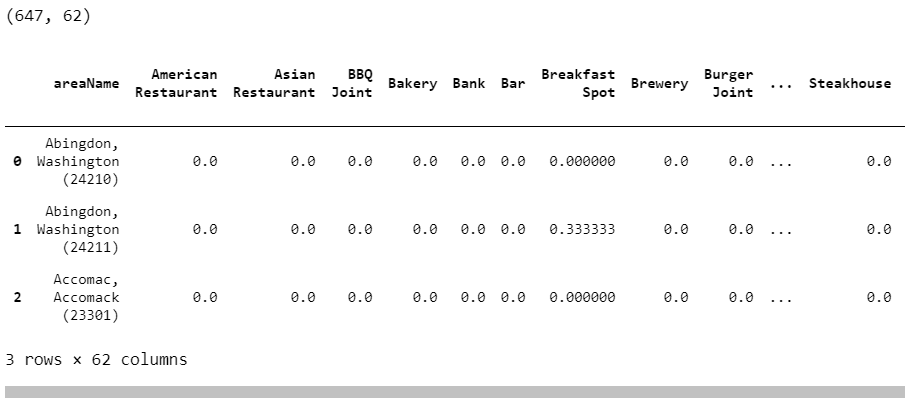 (647, 62)
areaName American Restaurant Asian Restaurant BBQ Joint Bakery Bank Bar Breakfast Spot Brewery Burger Joint ... Steakhouse
0 Abingdon, Washington (24210) 0.0 0.0 0.0 0.0 0.0 0.0 0.000000 0.0 0.0 ... 0.0
1 Abingdon, Washington (24211) 0.0 0.0 0.0 0.0 0.0 0.0 0.333333 0.0 0.0 ... 0.0
2 Accomac, Accomack (23301) 0.0 0.0 0.0 0.0 0.0 0.0 0.000000 0.0 0.0 ... 0.0
3 rows × 62 columns